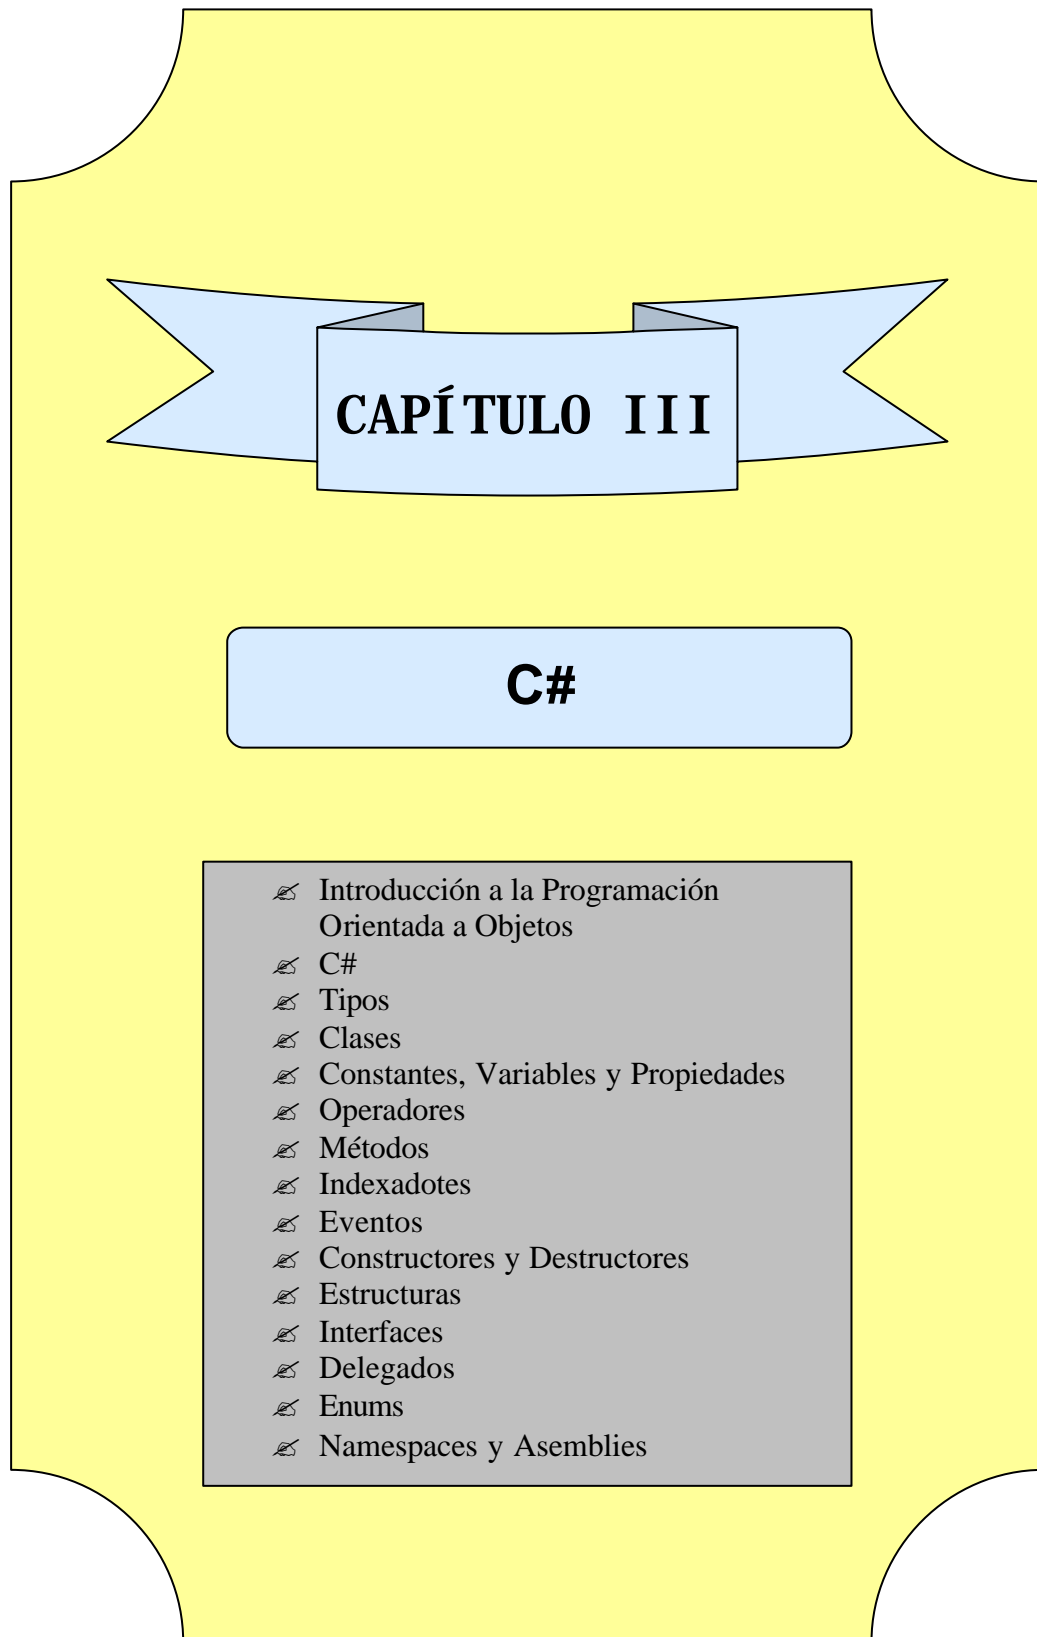 CAPÍTULO III
C#
Introducción a la Programación
Orientada a Objetos
C#
Tipos
Clases
Constantes, Variables y Propiedades
Operadores
Métodos
Indexadotes
Eventos
Constructores y Destructores
Estructuras
Interfaces
Delegados
Enums
Namespaces y Asemblies